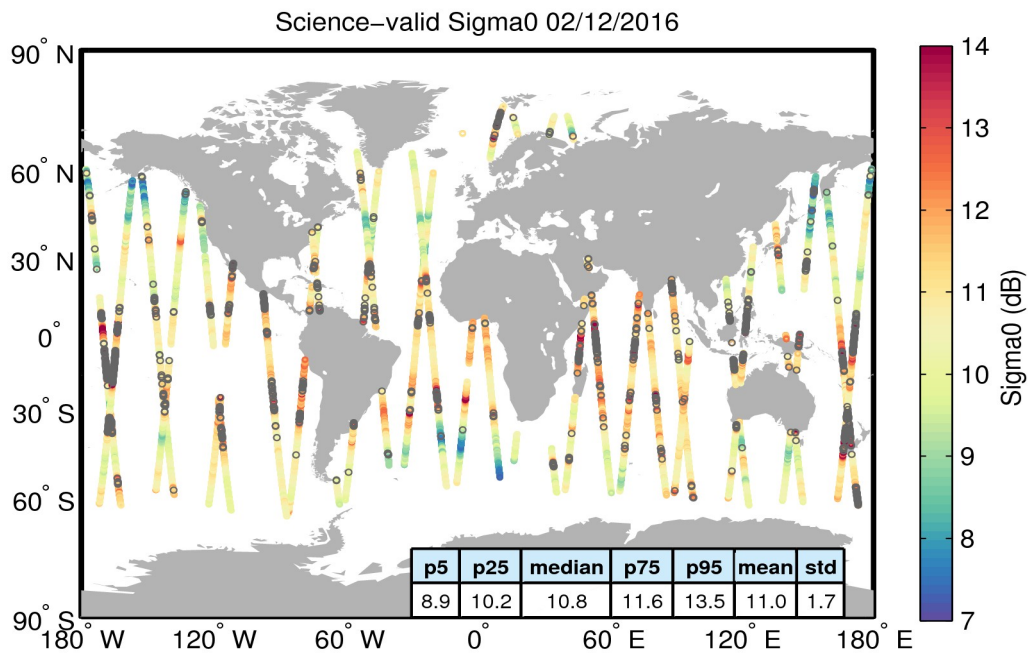 Science−valid Sigma0 02/12/2016
90° N
60° N
30° N
0°
30° S
60° S
90° S
180° W 120° W 60° W 0° 60° E 120° E 180° E
p5 p25 median p75 p95 mean std
8.9 10.2 10.8 11.6 13.5 11.0 1.7
14
13
12
11
10
9
8
7
Sigma0 (dB)